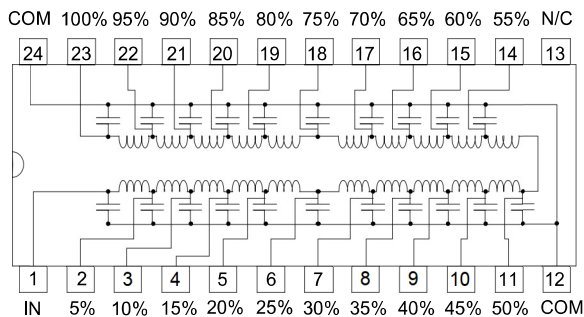 COM 100% 95% 90% 85% 80% 75% 70% 65% 60% 55% N/C
24 23 22 21 20 19 18 17 16 15 14 13
1 2 3 4 5 6 7 8 9 10 11 12
IN 5% 10% 15% 20% 25% 30% 35% 40% 45% 50% COM